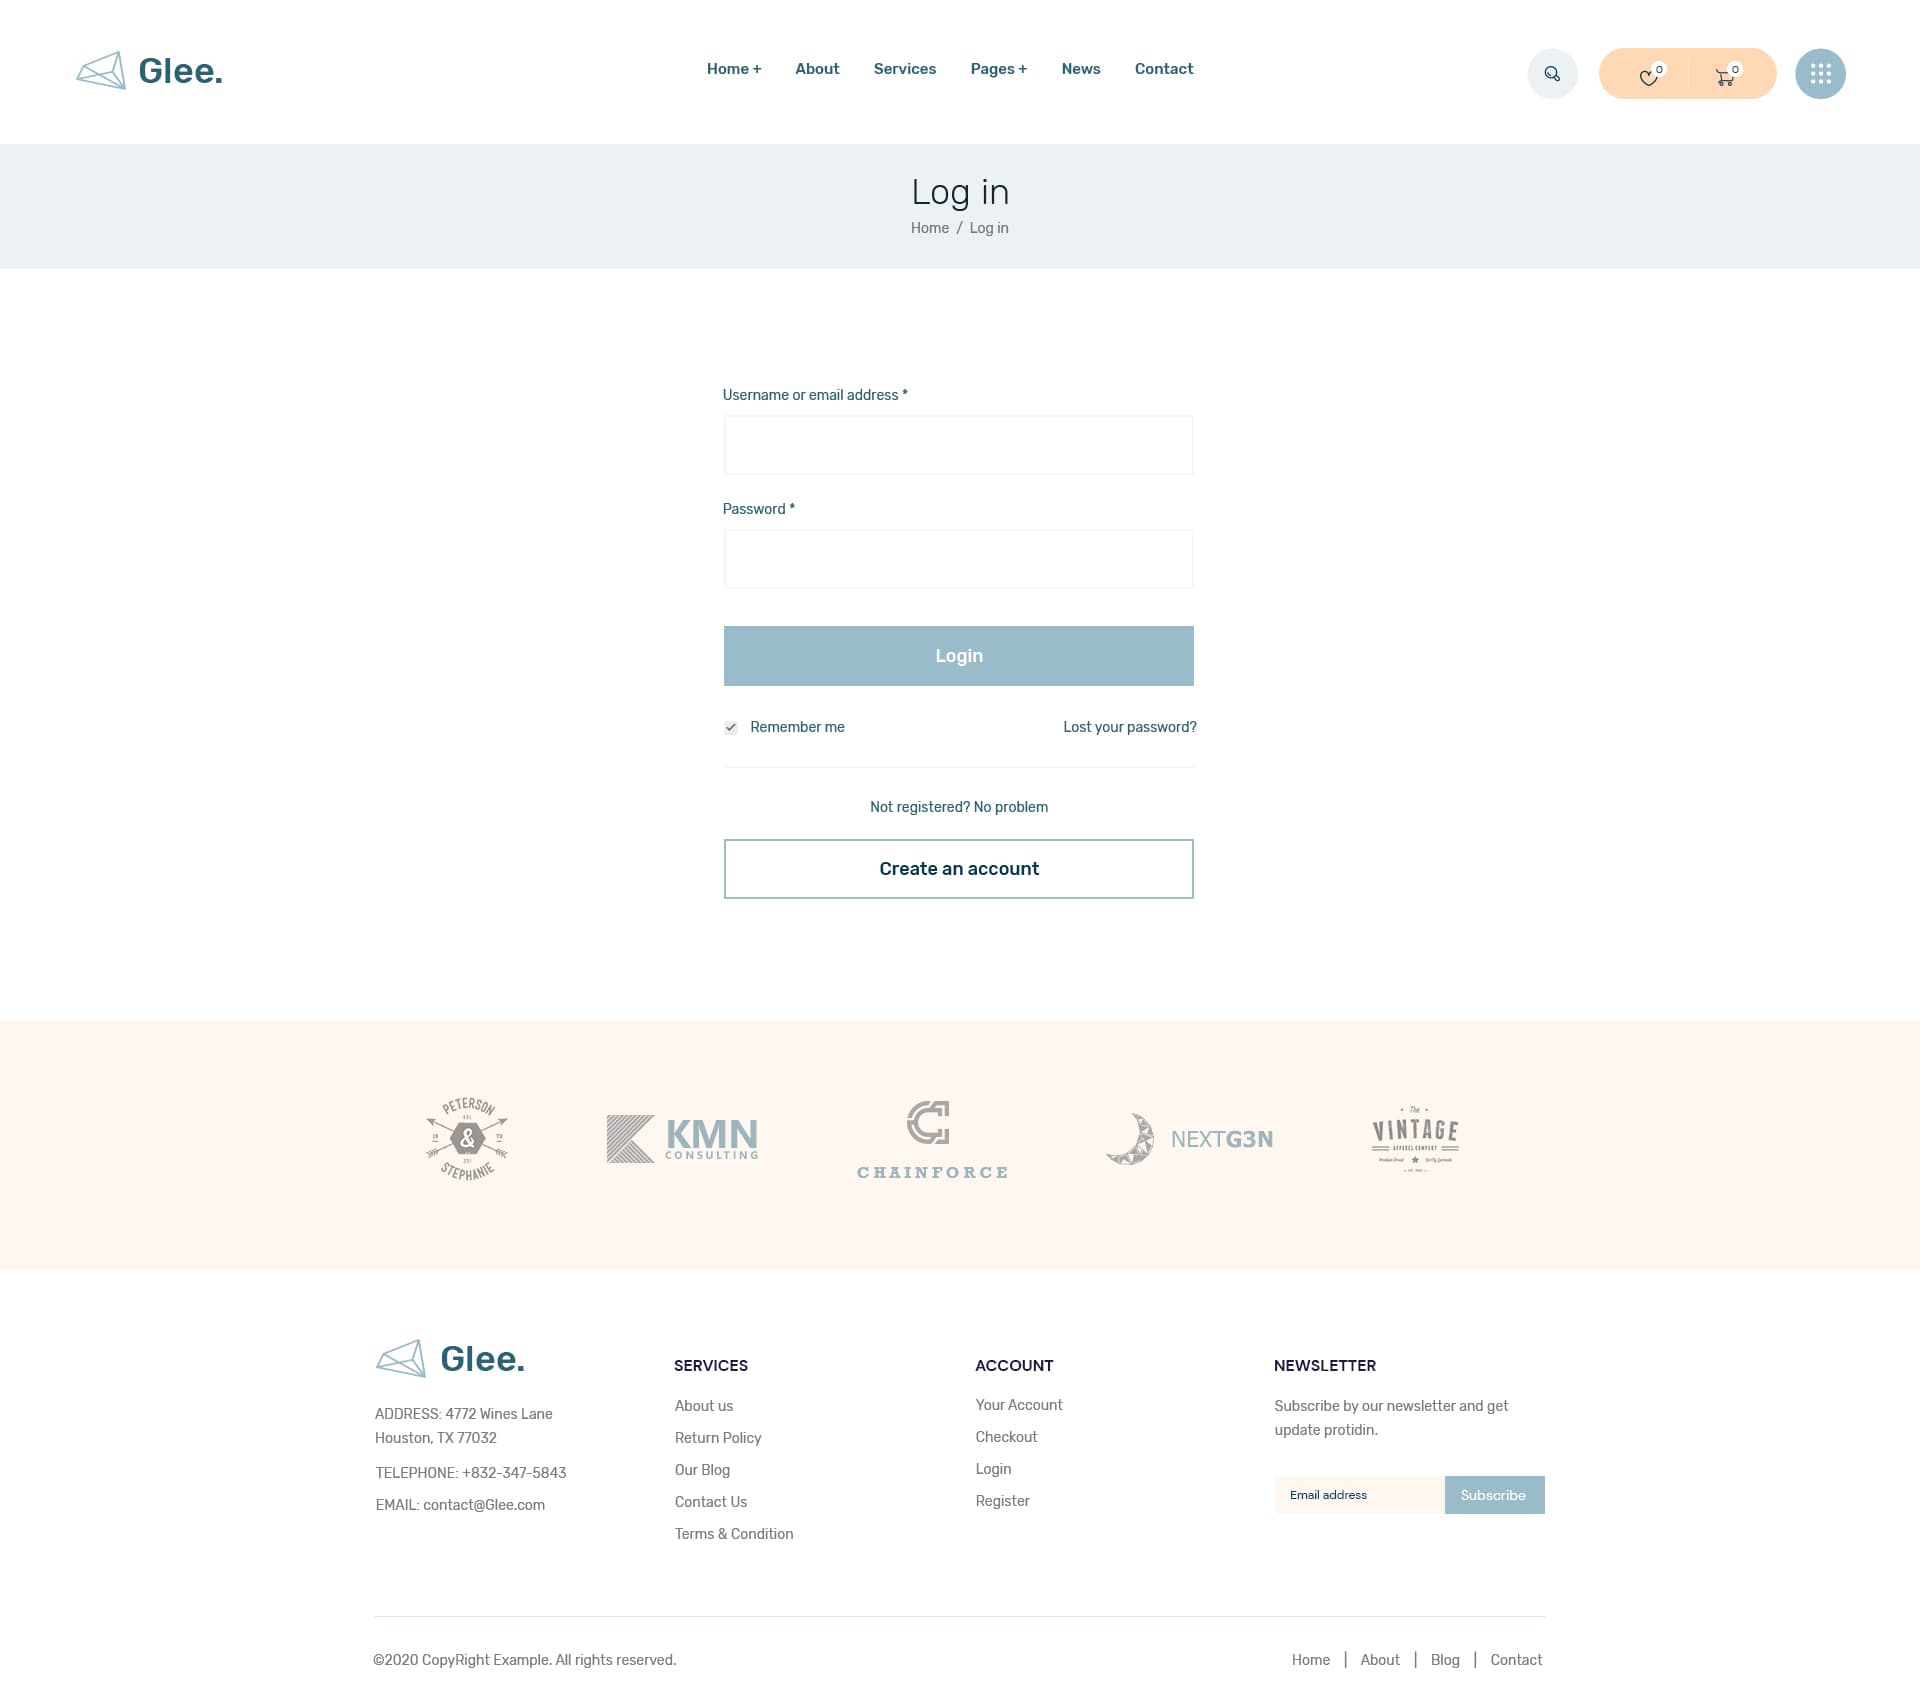 Glee.
Home +
About
Services
Pages +
News
Contact
0
0
Log in
Home / Log in
Username or email address *
Password *
Login
Remember me
Lost your password?
Not registered? No problem
Create an account
PETERSON
&
STEPHANIE
KMN
CONSULTING
CHAINFORCE
NEXTG3N
The
VINTAGE
APPAREL COMPANY
Glee.
ADDRESS: 4772 Wines Lane
Houston, TX 77032
TELEPHONE: +832-347-5843
EMAIL: contact@Glee.com
SERVICES
About us
Return Policy
Our Blog
Contact Us
Terms & Condition
ACCOUNT
Your Account
Checkout
Login
Register
NEWSLETTER
Subscribe by our newsletter and get
update protidin.
Email address
Subscribe
©2020 CopyRight Example. All rights reserved.
Home | About | Blog | Contact